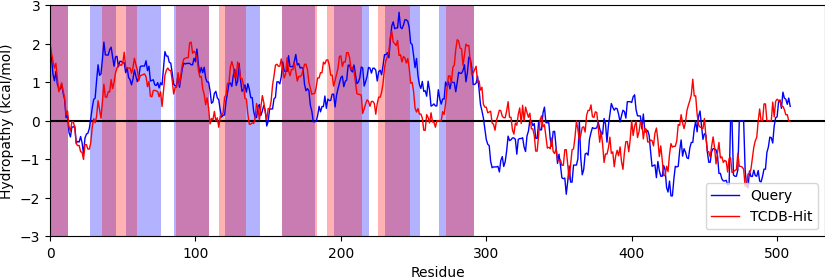 3
2
1
0
−1
−2
−3
Hydropathy (kcal/mol)
0 100 200 300 400 500
Residue
Query
TCDB-Hit